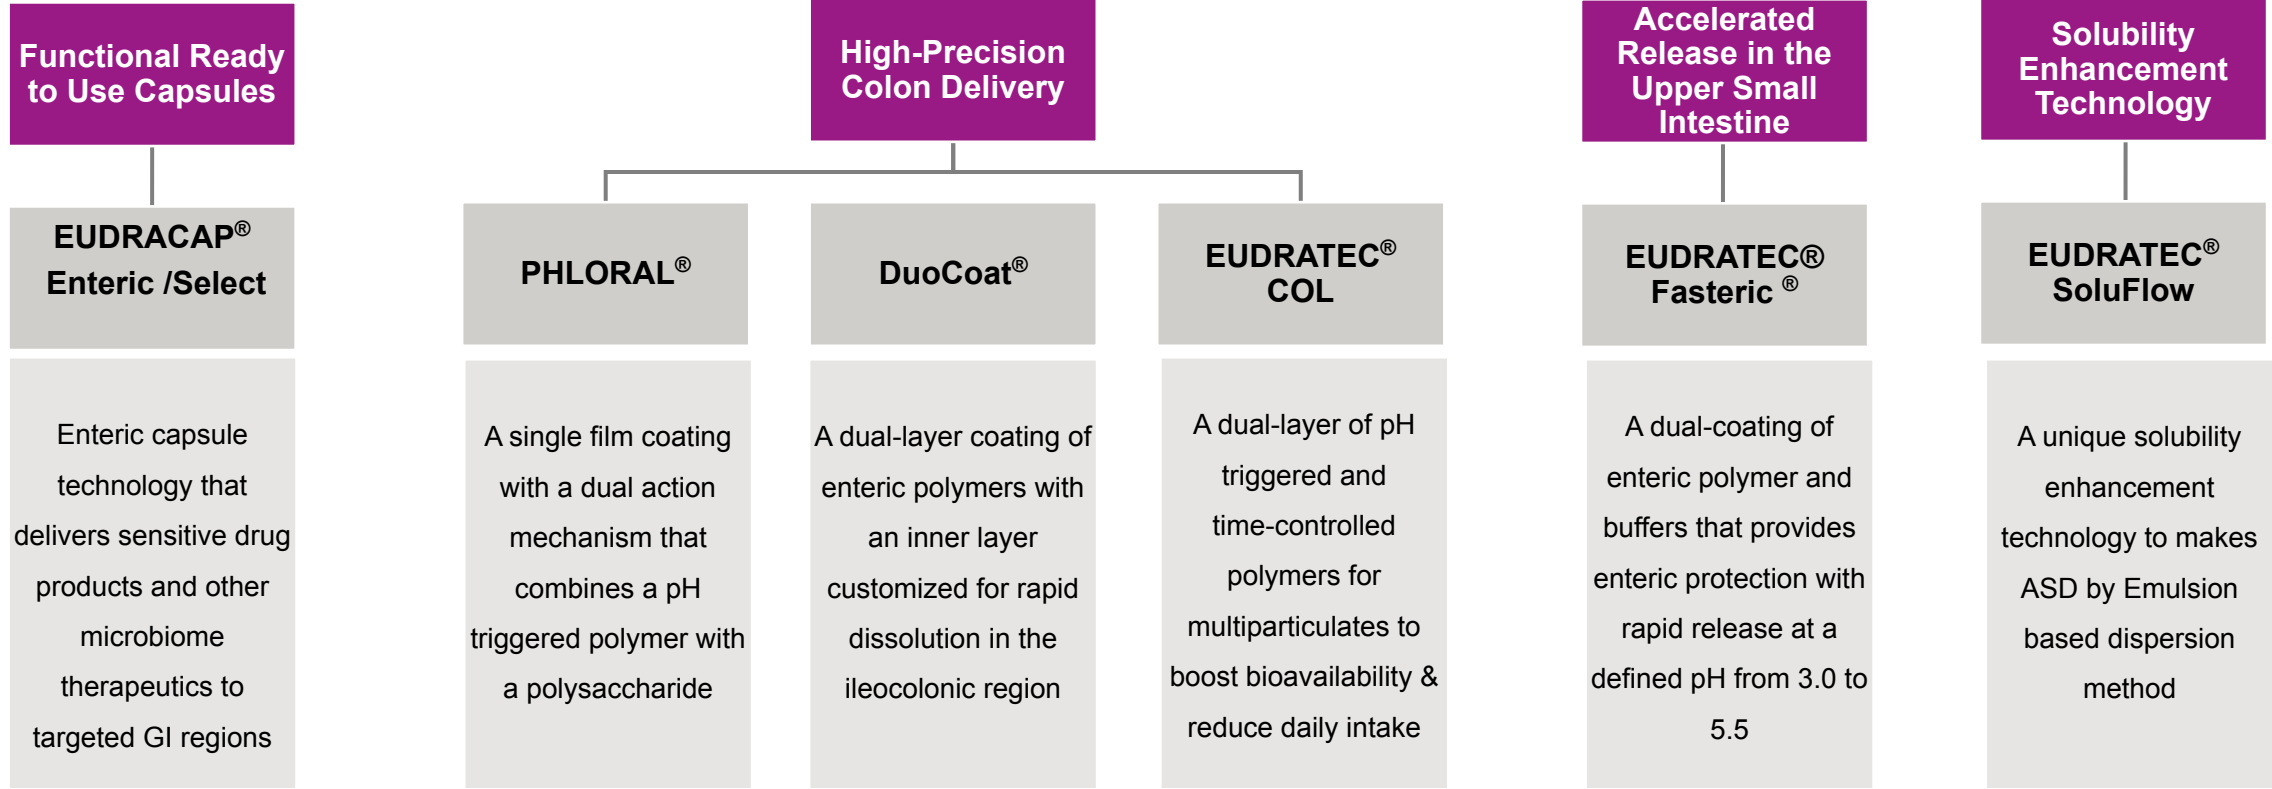 Functional Ready
to Use Capsules
High-Precision
Colon Delivery
Accelerated
Release in the
Upper Small
Intestine
Solubility
Enhancement
Technology
EUDRACAP®
Enteric /Select
PHLORAL®
DuoCoat®
EUDRATEC®
COL
EUDRATEC®
Fasteric ®
EUDRATEC®
SoluFlow
Enteric capsule
technology that
delivers sensitive drug
products and other
microbiome
therapeutics to
targeted GI regions
A single film coating
with a dual action
mechanism that
combines a pH
triggered polymer with
a polysaccharide
A dual-layer coating of
enteric polymers with
an inner layer
customized for rapid
dissolution in the
ileocolonic region
A dual-layer of pH
triggered and
time-controlled
polymers for
multiparticulates to
boost bioavailability &
reduce daily intake
A dual-coating of
enteric polymer and
buffers that provides
enteric protection with
rapid release at a
defined pH from 3.0 to
5.5
A unique solubility
enhancement
technology to makes
ASD by Emulsion
based dispersion
method